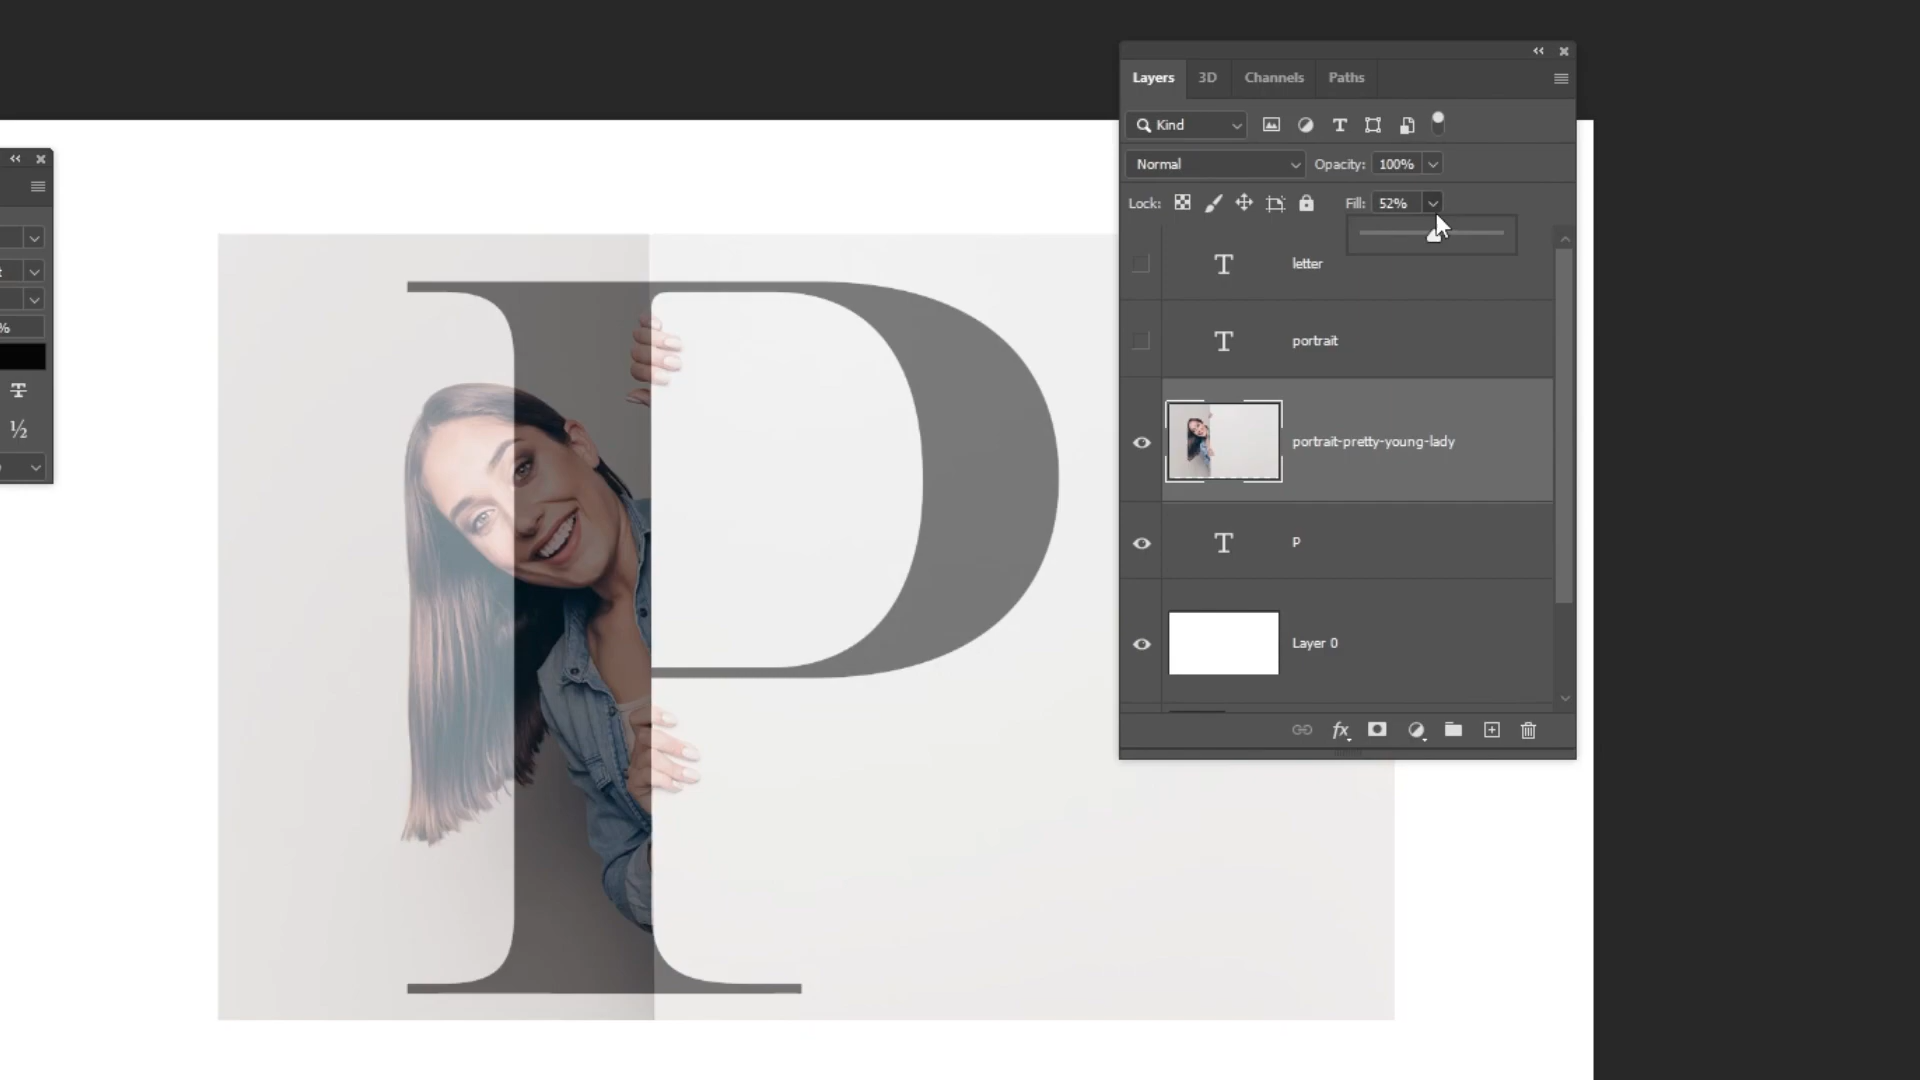 Layers 3D Channels Paths
Kind
Normal Opacity: 100%
Lock: Fill: 52%
letter
portrait
portrait-pretty-young-lady
P
Layer 0
fx
%
½
P